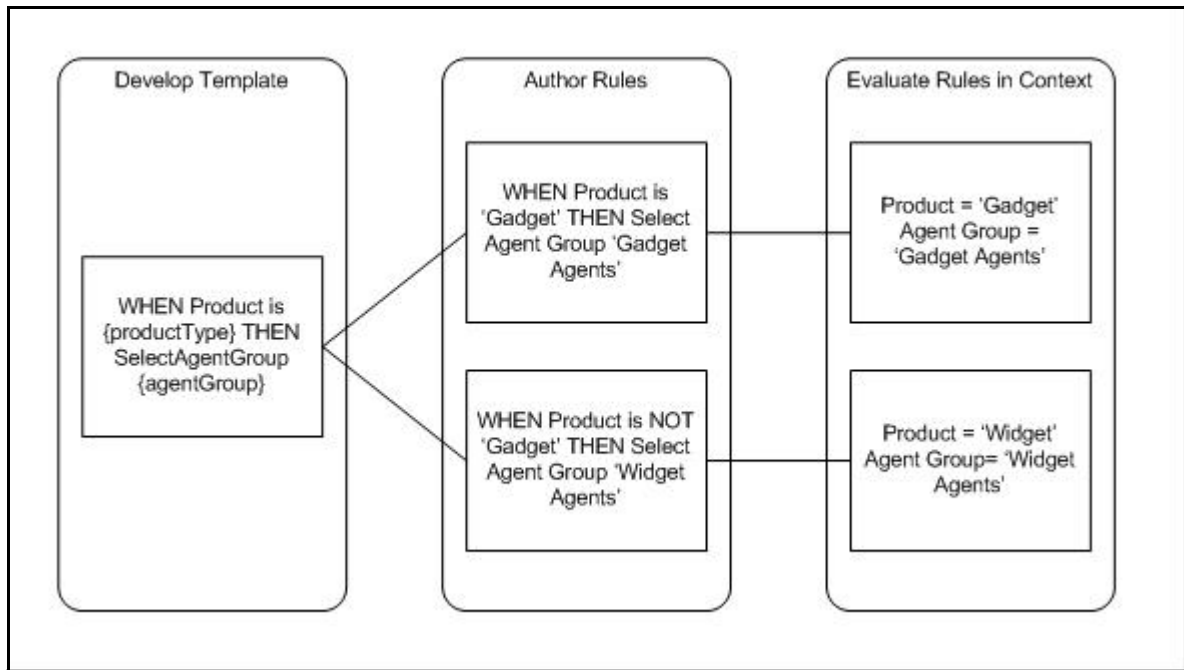 Develop Template
WHEN Product is
{productType} THEN
SelectAgentGroup
{agentGroup}
Author Rules
WHEN Product is
‘Gadget’ THEN Select
Agent Group ‘Gadget
Agents’
WHEN Product is NOT
‘Gadget’ THEN Select
Agent Group ‘Widget
Agents’
Evaluate Rules in Context
Product = ‘Gadget’
Agent Group =
‘Gadget Agents’
Product = ‘Widget’
Agent Group= ‘Widget
Agents’